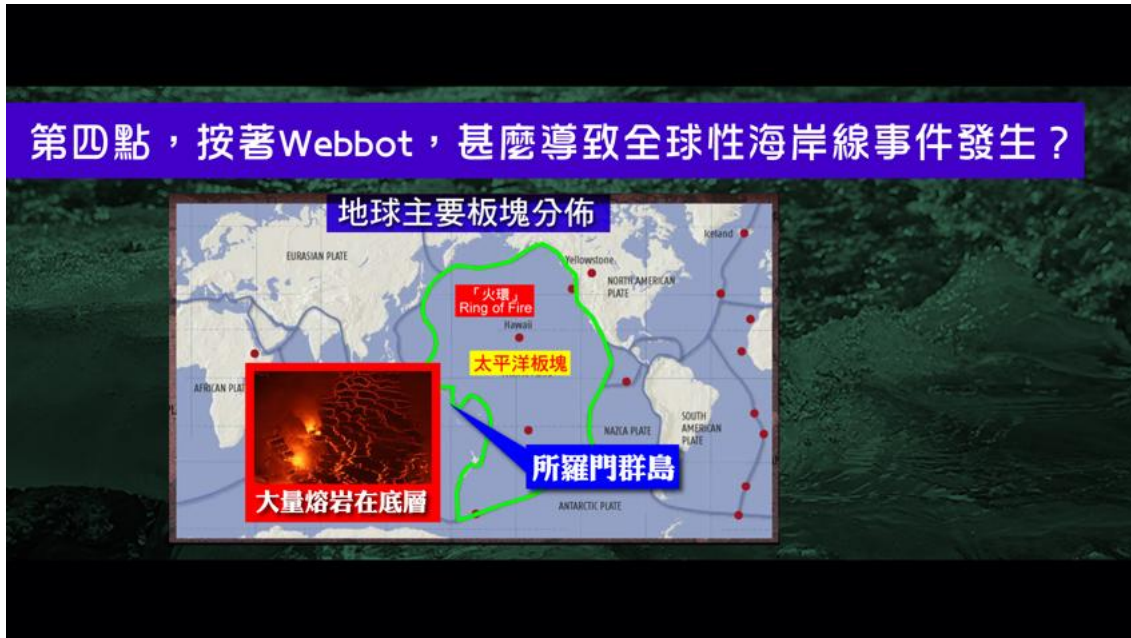 第四點，按著Webbot，甚麼導致全球性海岸線事件發生？
地球主要板塊分佈
Iceland
EURASIAN PLATE
Yellowstone
NORTH AMERICAN
PLATE
「火環」
Ring of Fire
Hawaii
太平洋板塊
AFRICAN PLA
SOUTH
AMERICAN
PLATE
NAZCA PLATE
所羅門群島
大量熔岩在底層
ANTARCTIC PLATE